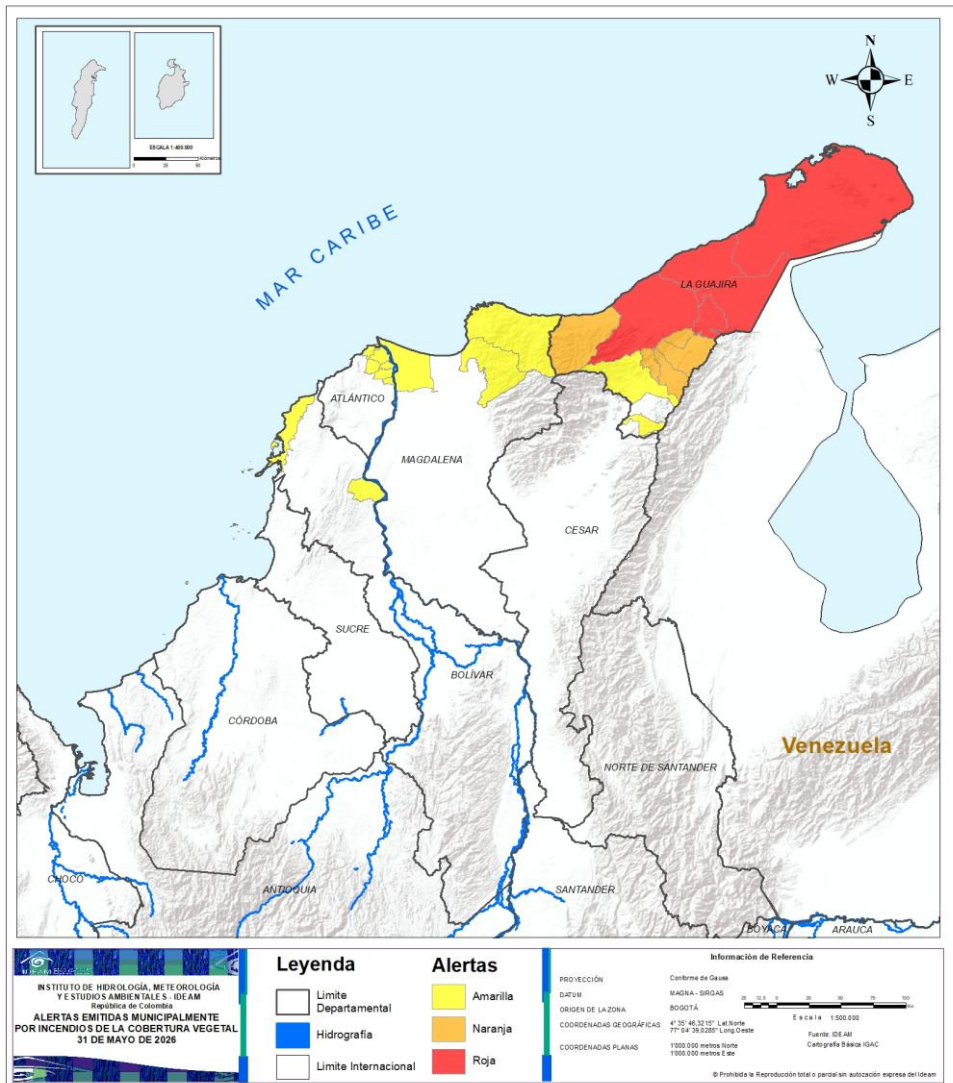 ESCALA 1:400.000
N
W
E
S
MAR CARIBE
LA GUAJIRA
ATLÁNTICO
MAGDALENA
CESAR
SUCRE
BOLÍVAR
CÓRDOBA
Venezuela
NORTE DE SANTANDER
CHOCÓ
ANTIOQUIA
SANTANDER
BOYACÁ
ARAUCA
IDEAM
INSTITUTO DE HIDROLOGÍA, METEOROLOGÍA
Y ESTUDIOS AMBIENTALES - IDEAM
República de Colombia
ALERTAS EMITIDAS MUNICIPALMENTE
POR INCENDIOS DE LA COBERTURA VEGETAL
31 DE MAYO DE 2026
Leyenda
Limite
Departamental
Hidrografía
Limite Internacional
Alertas
Amarilla
Naranja
Roja
Información de Referencia
PROYECCIÓN
Conforme de Gauss
DATUM
MAGNA - SIRGAS
ORIGEN DE LA ZONA
BOGOTÁ
COORDENADAS GEOGRÁFICAS
4° 35' 46,3215" Lat.Norte
77° 04' 39,0285" Long.Oeste
COORDENADAS PLANAS
1'000.000 metros Norte
1'000.000 metros Este
Escala 1:500.000
Fuente: IDEAM
Cartografía Básica IGAC
© Prohibida la Reproducción total o parcial sin autorización expresa del Ideam